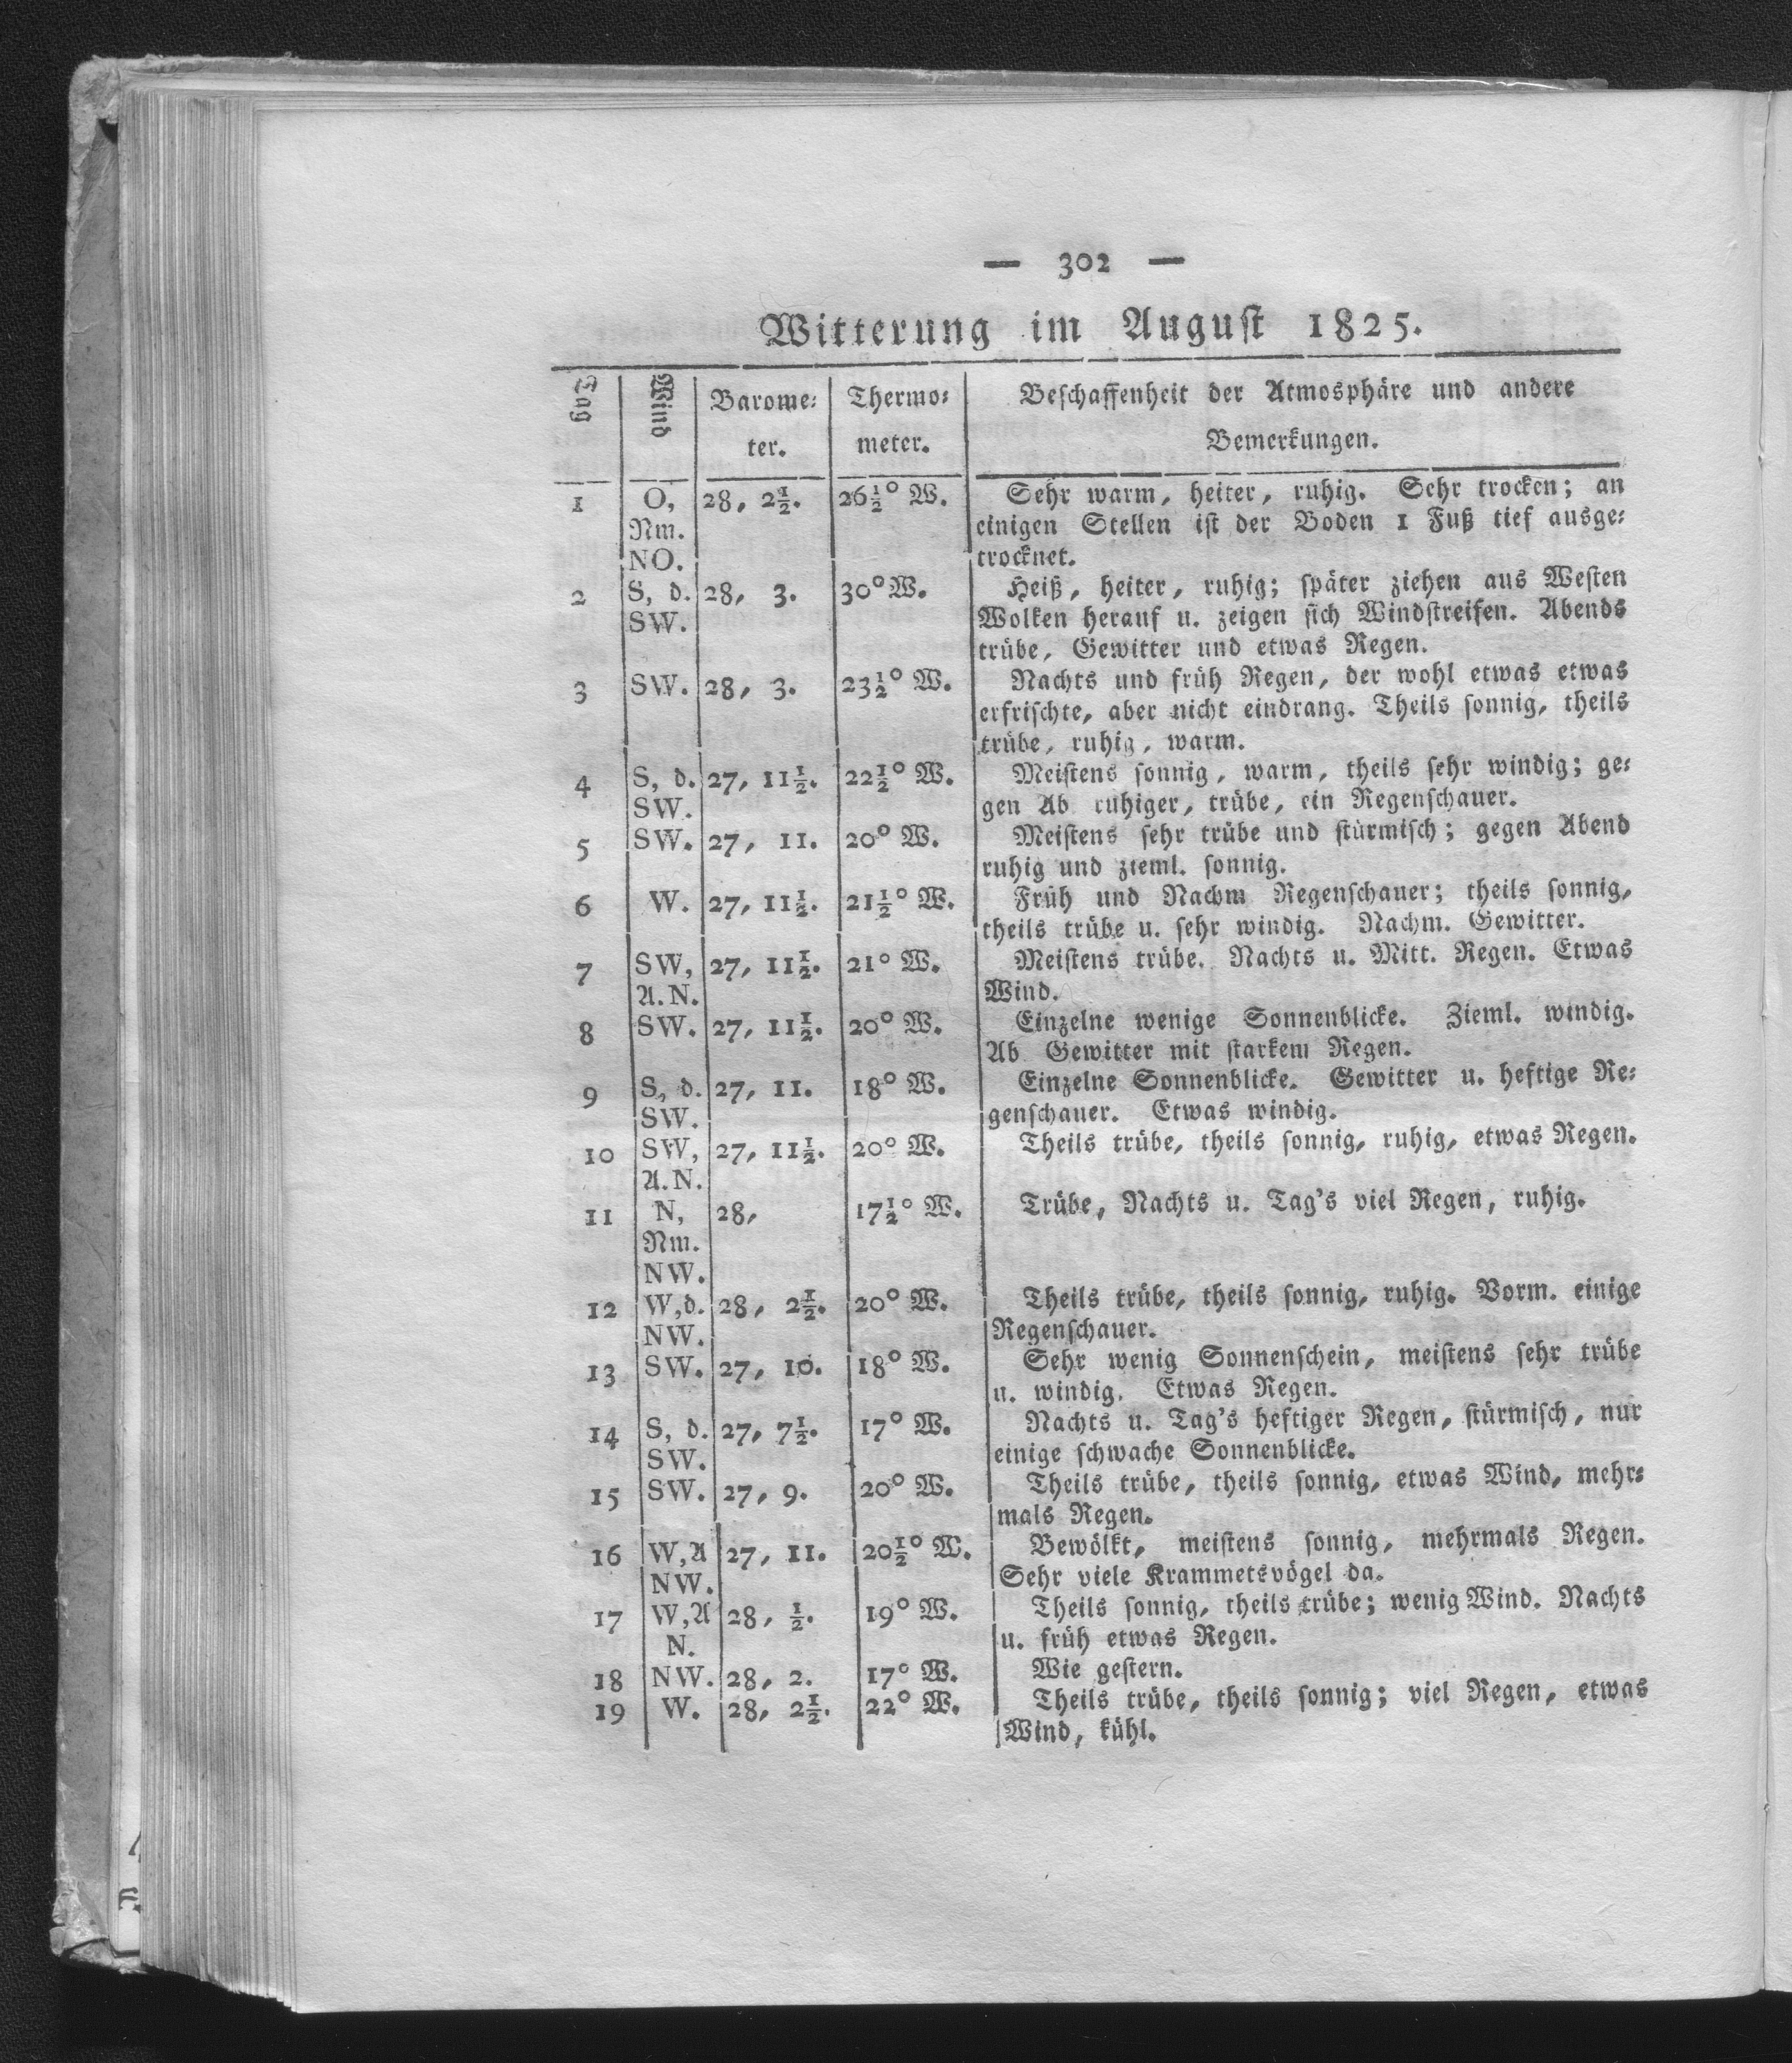 — 302 —
Witterung im August 1825.
Tag Wind Barome- Thermo- Beschaffenheit der Atmosphäre und andere
ter. meter. Bemerkungen.
1 O, 28, 2½. 26½° W. Sehr warm, heiter, ruhig. Sehr trocken; an
Nm. einigen Stellen ist der Boden 1 Fuß tief ausge-
NO. trocknet.
2 S, d. 28, 3. 30° W. Heiß, heiter, ruhig; später ziehen aus Westen
SW. Wolken herauf u. zeigen sich Windstreifen. Abends
trübe, Gewitter und etwas Regen.
3 SW. 28, 3. 23½° W. Nachts und früh Regen, der wohl etwas etwas
erfrischte, aber nicht eindrang. Theils sonnig, theils
trübe, ruhig, warm.
4 S, d. 27, 11½. 22½° W. Meistens sonnig, warm, theils sehr windig; ge-
SW. gen Ab ruhiger, trübe, ein Regenschauer.
5 SW. 27, 11. 20° W. Meistens sehr trübe und stürmisch; gegen Abend
ruhig und zieml. sonnig.
6 W. 27, 11½. 21½° W. Früh und Nachm Regenschauer; theils sonnig,
theils trübe u. sehr windig. Nachm. Gewitter.
7 SW, 27, 11½. 21° W. Meistens trübe. Nachts u. Mitt. Regen. Etwas
A. N. Wind.
8 SW. 27, 11½. 20° W. Einzelne wenige Sonnenblicke. Zieml. windig.
Ab Gewitter mit starkem Regen.
9 S, d. 27, 11. 18° W. Einzelne Sonnenblicke. Gewitter u. heftige Re-
SW. genschauer. Etwas windig.
10 SW, 27, 11½. 20° W. Theils trübe, theils sonnig, ruhig, etwas Regen.
A. N.
11 N, 28, 17½° W. Trübe, Nachts u. Tag's viel Regen, ruhig.
Nm.
NW.
12 W, d. 28, 2½. 20° W. Theils trübe, theils sonnig, ruhig. Vorm. einige
NW. Regenschauer.
13 SW. 27, 10. 18° W. Sehr wenig Sonnenschein, meistens sehr trübe
u. windig. Etwas Regen.
14 S, d. 27, 7½. 17° W. Nachts u. Tag's heftiger Regen, stürmisch, nur
SW. einige schwache Sonnenblicke.
15 SW. 27, 9. 20° W. Theils trübe, theils sonnig, etwas Wind, mehr-
mals Regen.
16 W, A 27, 11. 20½° W. Bewölkt, meistens sonnig, mehrmals Regen.
NW. Sehr viele Krammetsvögel da.
17 W, A 28, ½. 19° W. Theils sonnig, theils trübe; wenig Wind. Nachts
N. u. früh etwas Regen.
18 NW. 28, 2. 17° W. Wie gestern.
19 W. 28, 2½. 22° W. Theils trübe, theils sonnig; viel Regen, etwas
Wind, kühl.